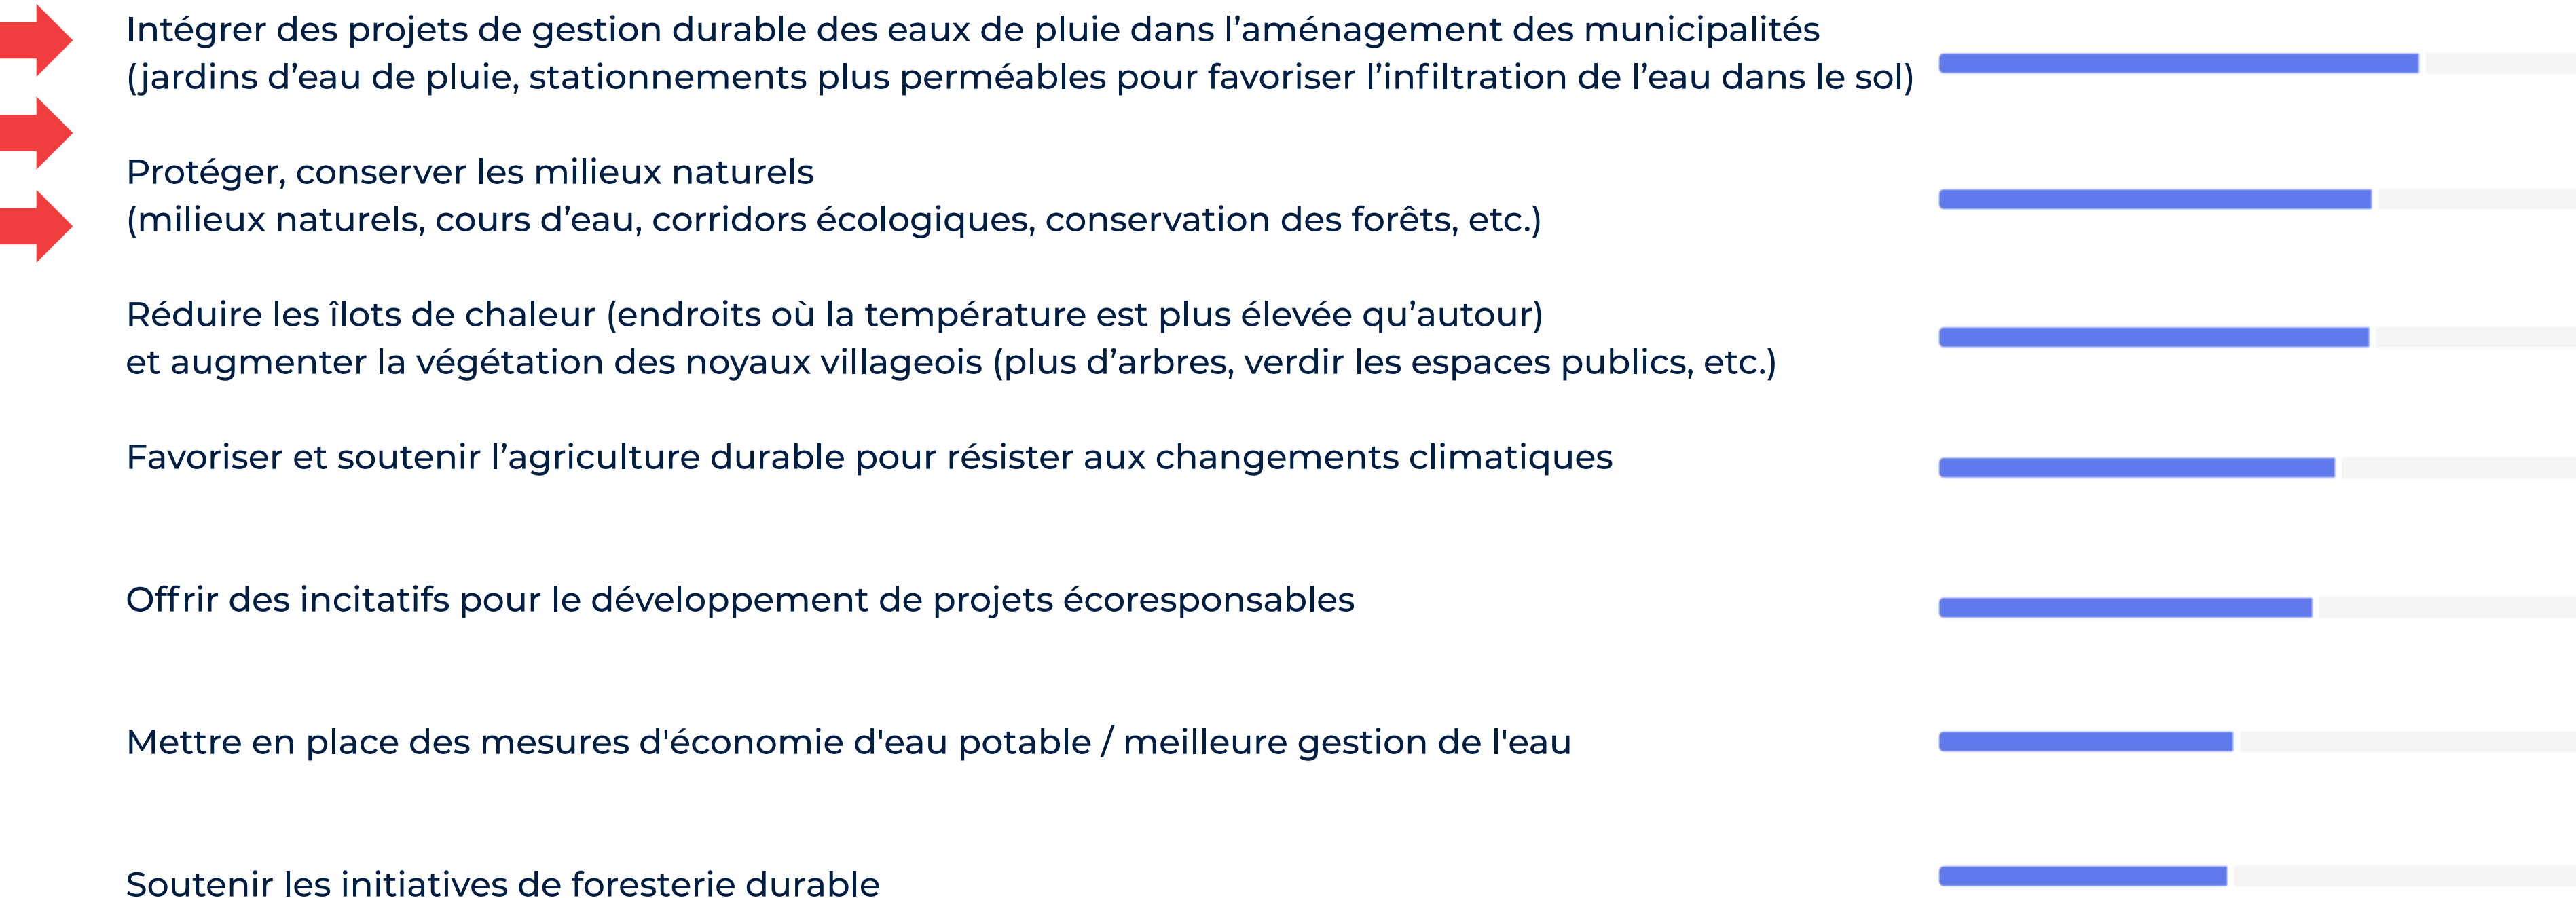 Intégrer des projets de gestion durable des eaux de pluie dans l’aménagement des municipalités
(jardins d’eau de pluie, stationnements plus perméables pour favoriser l’infiltration de l’eau dans le sol)
Protéger, conserver les milieux naturels
(milieux naturels, cours d’eau, corridors écologiques, conservation des forêts, etc.)
Réduire les îlots de chaleur (endroits où la température est plus élevée qu’autour)
et augmenter la végétation des noyaux villageois (plus d’arbres, verdir les espaces publics, etc.)
Favoriser et soutenir l’agriculture durable pour résister aux changements climatiques
Offrir des incitatifs pour le développement de projets écoresponsables
Mettre en place des mesures d'économie d'eau potable / meilleure gestion de l'eau
Soutenir les initiatives de foresterie durable